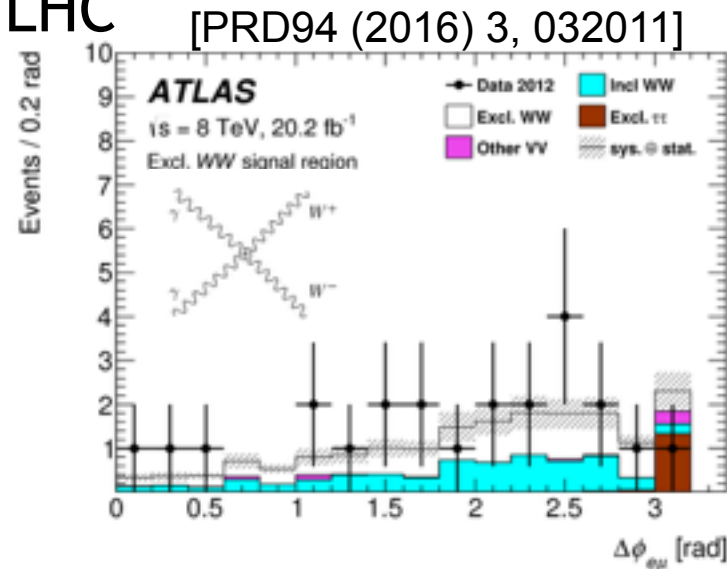 LHC
[PRD94 (2016) 3, 032011]
Events / 0.2 rad
10
9
8
7
6
5
4
3
2
1
ATLAS
√s = 8 TeV, 20.2 fb⁻¹
Excl. WW signal region
Data 2012
Incl WW
Excl. WW
Excl. ττ
Other VV
sys. ⊕ stat.
γ
W⁺
γ
W⁻
0 0.5 1 1.5 2 2.5 3
Δφ_eμ [rad]